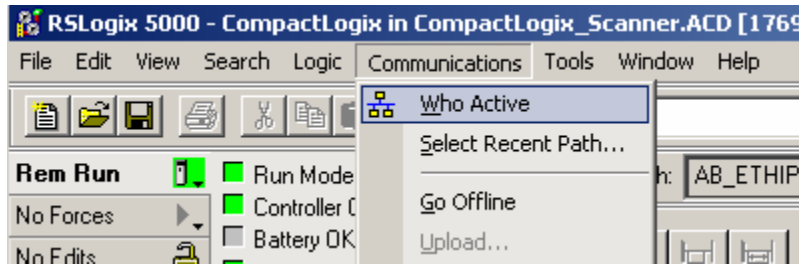 RSLogix 5000 - CompactLogix in CompactLogix_Scanner.ACD [1769
File Edit View Search Logic Communications Tools Window Help
Who Active
Select Recent Path...
Rem Run
Run Mode
h: AB_ETHIP
No Forces
Controller
Go Offline
Battery OK
Upload...
No Edits